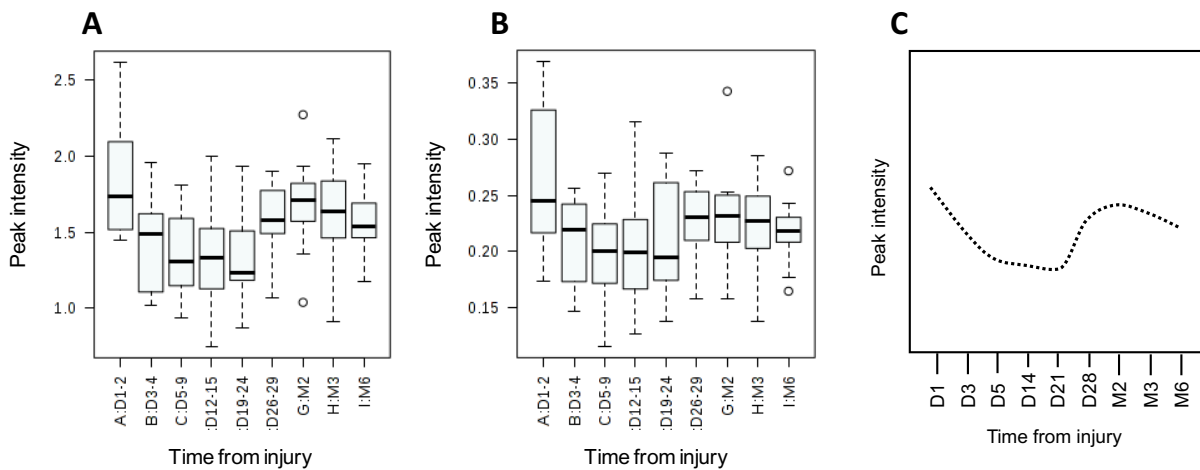 A
Peak intensity
2.5
2.0
1.5
1.0
A:D1-2
B:D3-4
C:D5-9
:D12-15
:D19-24
:D26-29
G:M2
H:M3
I:M6
Time from injury
B
Peak intensity
0.35
0.30
0.25
0.20
0.15
A:D1-2
B:D3-4
C:D5-9
:D12-15
:D19-24
:D26-29
G:M2
H:M3
I:M6
Time from injury
C
Peak intensity
D1
D3
D5
D14
D21
D28
M2
M3
M6
Time from injury